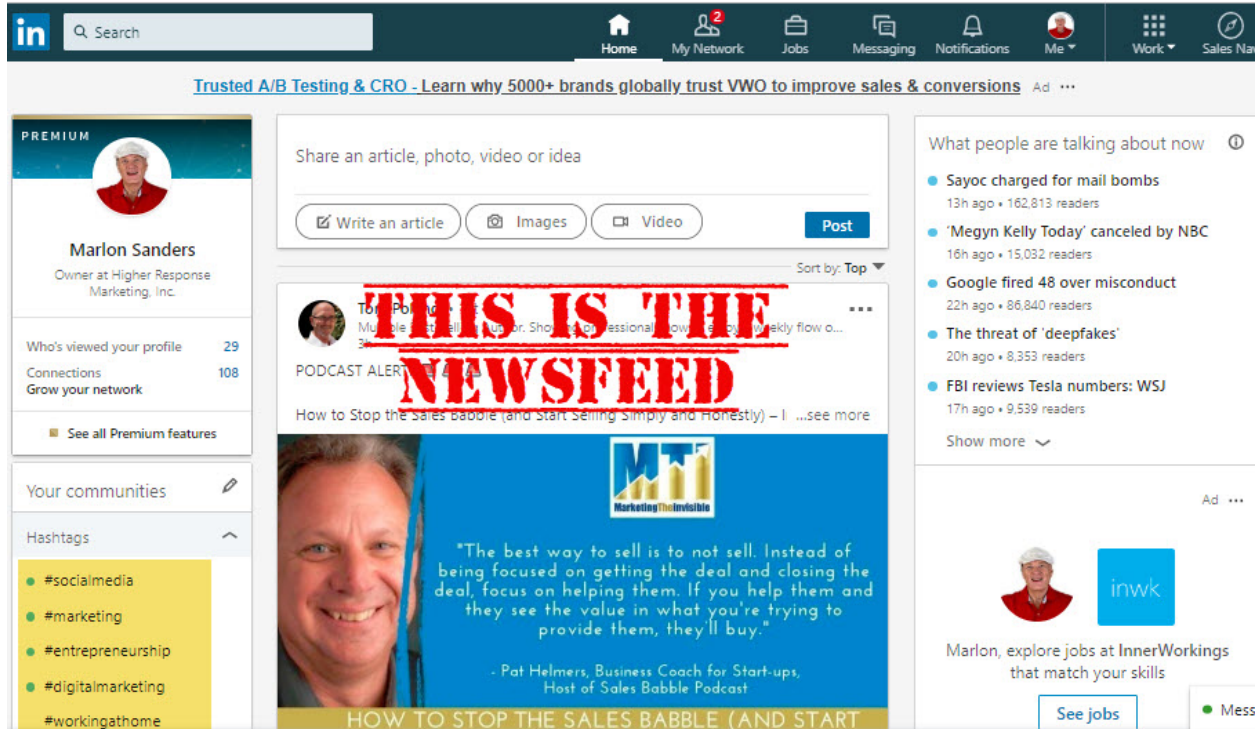 in
Search
2
Home
My Network
Jobs
Messaging
Notifications
Me
Work
Sales Nav
Trusted A/B Testing & CRO - Learn why 5000+ brands globally trust VWO to improve sales & conversions Ad
PREMIUM
Marlon Sanders
Owner at Higher Response
Marketing, Inc.
Who's viewed your profile 29
Connections 108
Grow your network
See all Premium features
Your communities
Hashtags
#socialmedia
#marketing
#entrepreneurship
#digitalmarketing
#workingathome
Share an article, photo, video or idea
Write an article
Images
Video
Post
Sort by: Top
THIS IS THE
NEWSFEED
PODCAST ALERT
How to Stop the Sales Babble (and Start Selling Simply and Honestly) – I ...see more
MTI
MarketingTheInvisible
"The best way to sell is to not sell. Instead of
being focused on getting the deal and closing the
deal, focus on helping them. If you help them and
they see the value in what you're trying to
provide them, they'll buy."
- Pat Helmers, Business Coach for Start-ups,
Host of Sales Babble Podcast
HOW TO STOP THE SALES BABBLE (AND START
What people are talking about now
Sayoc charged for mail bombs
13h ago • 162,813 readers
'Megyn Kelly Today' canceled by NBC
16h ago • 15,032 readers
Google fired 48 over misconduct
22h ago • 86,840 readers
The threat of 'deepfakes'
20h ago • 8,353 readers
FBI reviews Tesla numbers: WSJ
17h ago • 9,539 readers
Show more
Ad
inwk
Marlon, explore jobs at InnerWorkings
that match your skills
See jobs
Mess